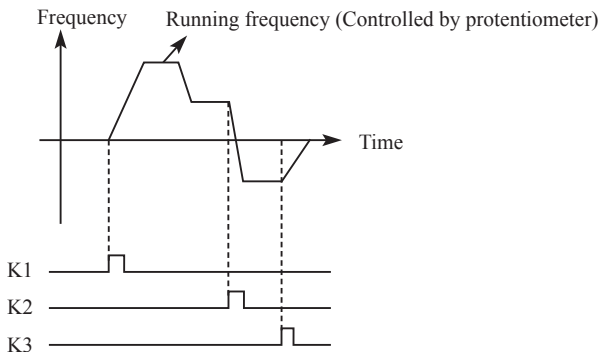 Frequency
Running frequency (Controlled by protentiometer)
Time
K1
K2
K3